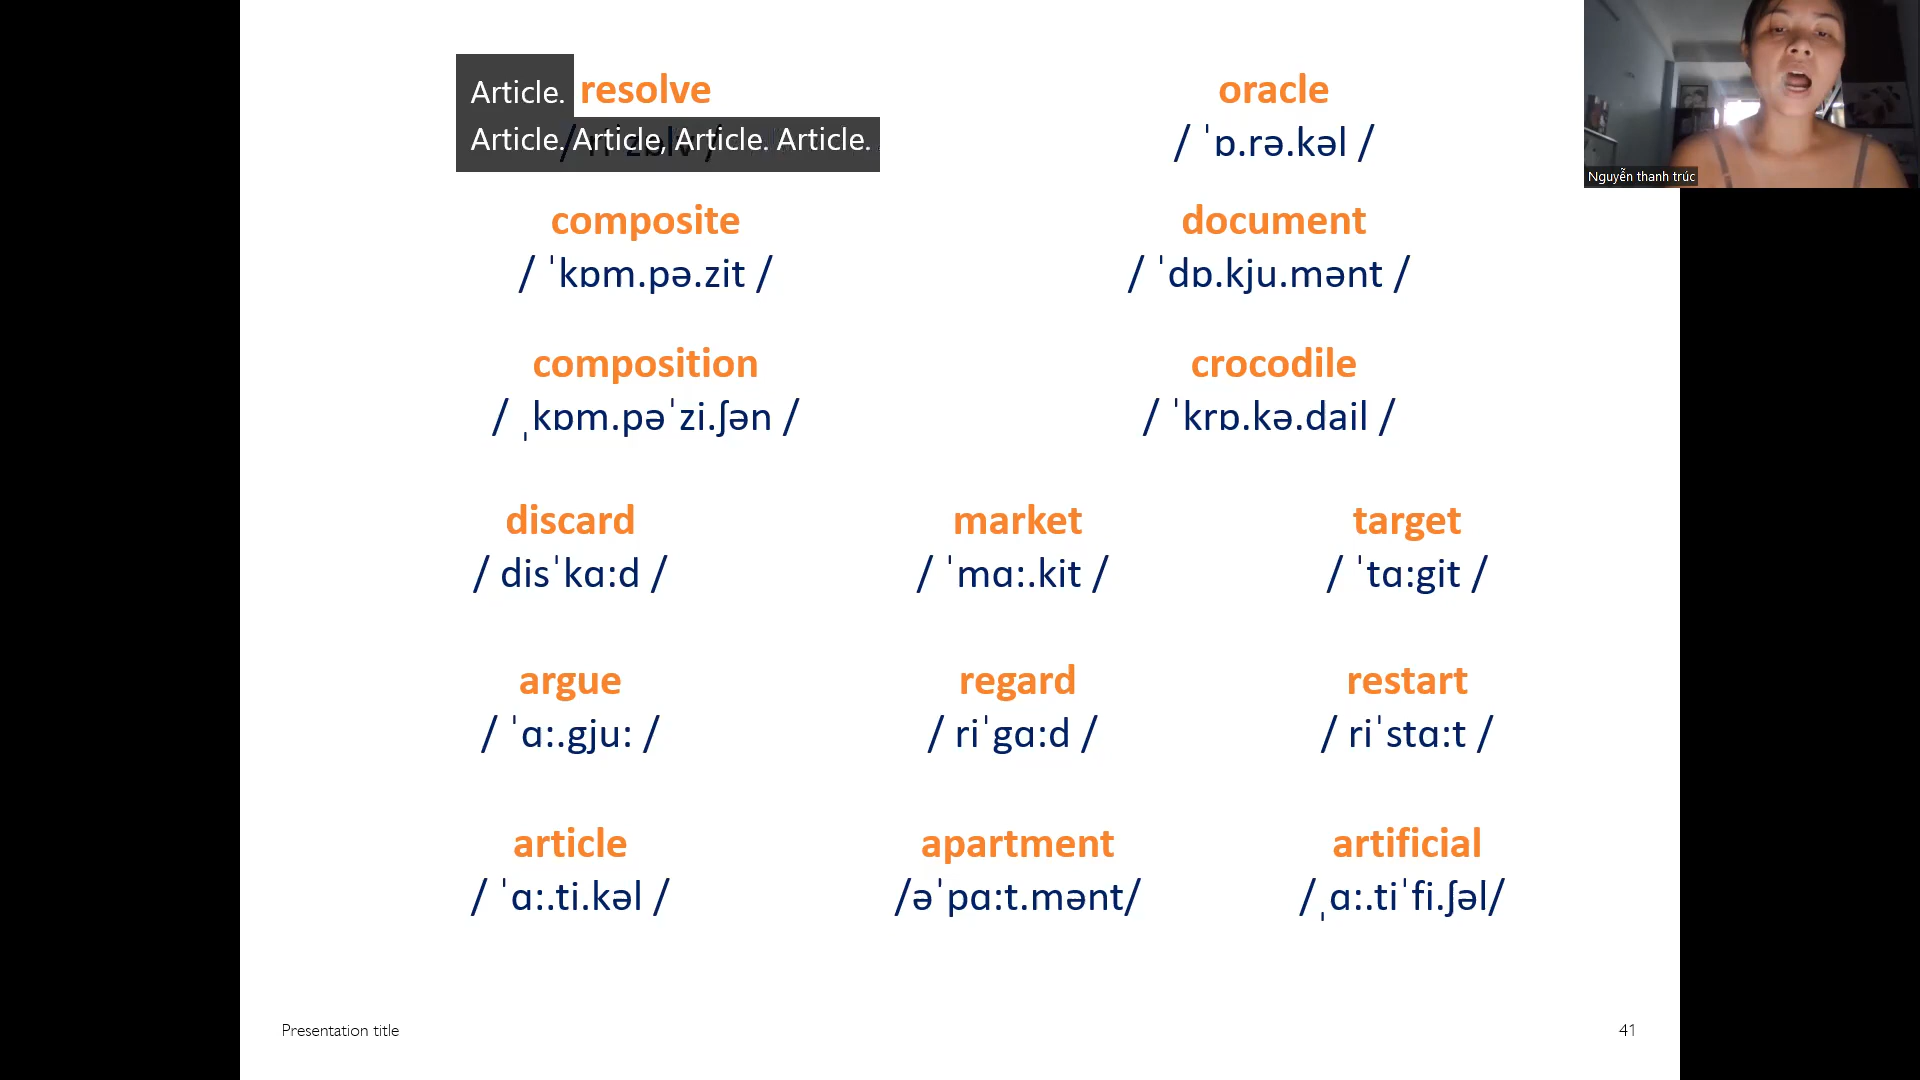 Article. resolve
Article. Article, Article. Article.
oracle
/ ˈɒ.rə.kəl /
Nguyễn thanh trúc
composite
/ ˈkɒm.pə.zit /
document
/ ˈdɒ.kju.mənt /
composition
/ ˌkɒm.pəˈzi.ʃən /
crocodile
/ ˈkrɒ.kə.dail /
discard
/ disˈkɑ:d /
market
/ ˈmɑ:.kit /
target
/ ˈtɑ:git /
argue
/ ˈɑ:.gju: /
regard
/ riˈgɑ:d /
restart
/ riˈstɑ:t /
article
/ ˈɑ:.ti.kəl /
apartment
/əˈpɑ:t.mənt/
artificial
/ˌɑ:.tiˈfi.ʃəl/
Presentation title
41